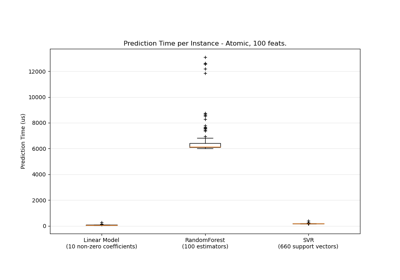 Prediction Time per Instance - Atomic, 100 feats.
Prediction Time (us)
12000
10000
8000
6000
4000
2000
0
Linear Model
(10 non-zero coefficients)
RandomForest
(100 estimators)
SVR
(660 support vectors)